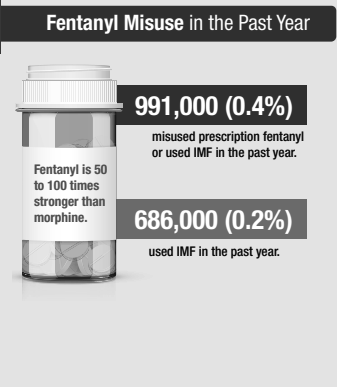 Fentanyl Misuse in the Past Year
991,000 (0.4%)
misused prescription fentanyl
or used IMF in the past year.
Fentanyl is 50
to 100 times
stronger than
morphine.
686,000 (0.2%)
used IMF in the past year.